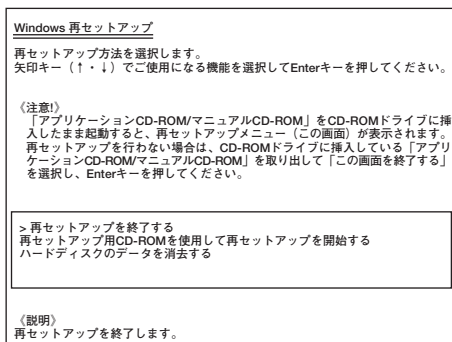 Windows 再セットアップ
再セットアップ方法を選択します。
矢印キー（↑・↓）でご使用になる機能を選択してEnterキーを押してください。
《注意!》
「アプリケーションCD-ROM/マニュアルCD-ROM」をCD-ROMドライブに挿
入したまま起動すると、再セットアップメニュー（この画面）が表示されます。
再セットアップを行わない場合は、CD-ROMドライブに挿入している「アプリ
ケーションCD-ROM/マニュアルCD-ROM」を取り出して「この画面を終了する」
を選択し、Enterキーを押してください。
> 再セットアップを終了する
再セットアップ用CD-ROMを使用して再セットアップを開始する
ハードディスクのデータを消去する
《説明》
再セットアップを終了します。